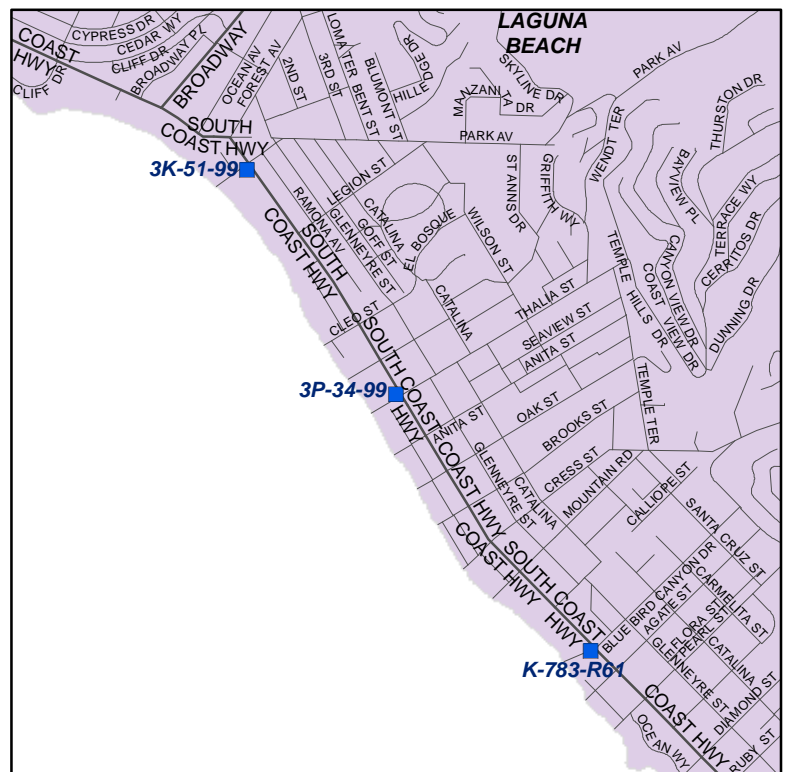 LAGUNA
BEACH
CYPRESS DR
CEDAR WY
CLIFF DR
BROADWAY PL
COAST
HWY
CLIFF DR
BROADWAY
OCEAN AV
FOREST AV
2ND ST
3RD ST
LOMA TER
BENT ST
BLUMONT ST
HILLEDGE DR
SKYLINE DR
MANZANITA DR
PARK AV
PARK AV
WENDT TER
THURSTON DR
BAYVIEW PL
SOUTH
COAST HWY
3K-51-99
LEGION ST
RAMONA AV
GLENNEYRE ST
CATALINA
GOFF ST
EL BOSQUE
WILSON ST
ST ANNS DR
GRIFFITH WY
TERRACE WY
CERRITOS DR
CANYON VIEW DR
COAST VIEW DR
DUNNING DR
TEMPLE HILLS DR
SOUTH
COAST HWY
CLEO ST
CATALINA
THALIA ST
SEAVIEW ST
ANITA ST
TEMPLE TER
3P-34-99
SOUTH COAST
HWY
ANITA ST
OAK ST
BROOKS ST
CRESS ST
MOUNTAIN RD
CALLIOPE ST
GLENNEYRE ST
CATALINA
COAST HWY
COAST HWY
SANTA CRUZ ST
SOUTH COAST
HWY
BLUE BIRD CANYON DR
AGATE ST
CARMELITA ST
FLORA ST
PEARL ST
GLENNEYRE ST
CATALINA
DIAMOND ST
K-783-R61
COAST HWY
OCEAN WY
RUBY ST